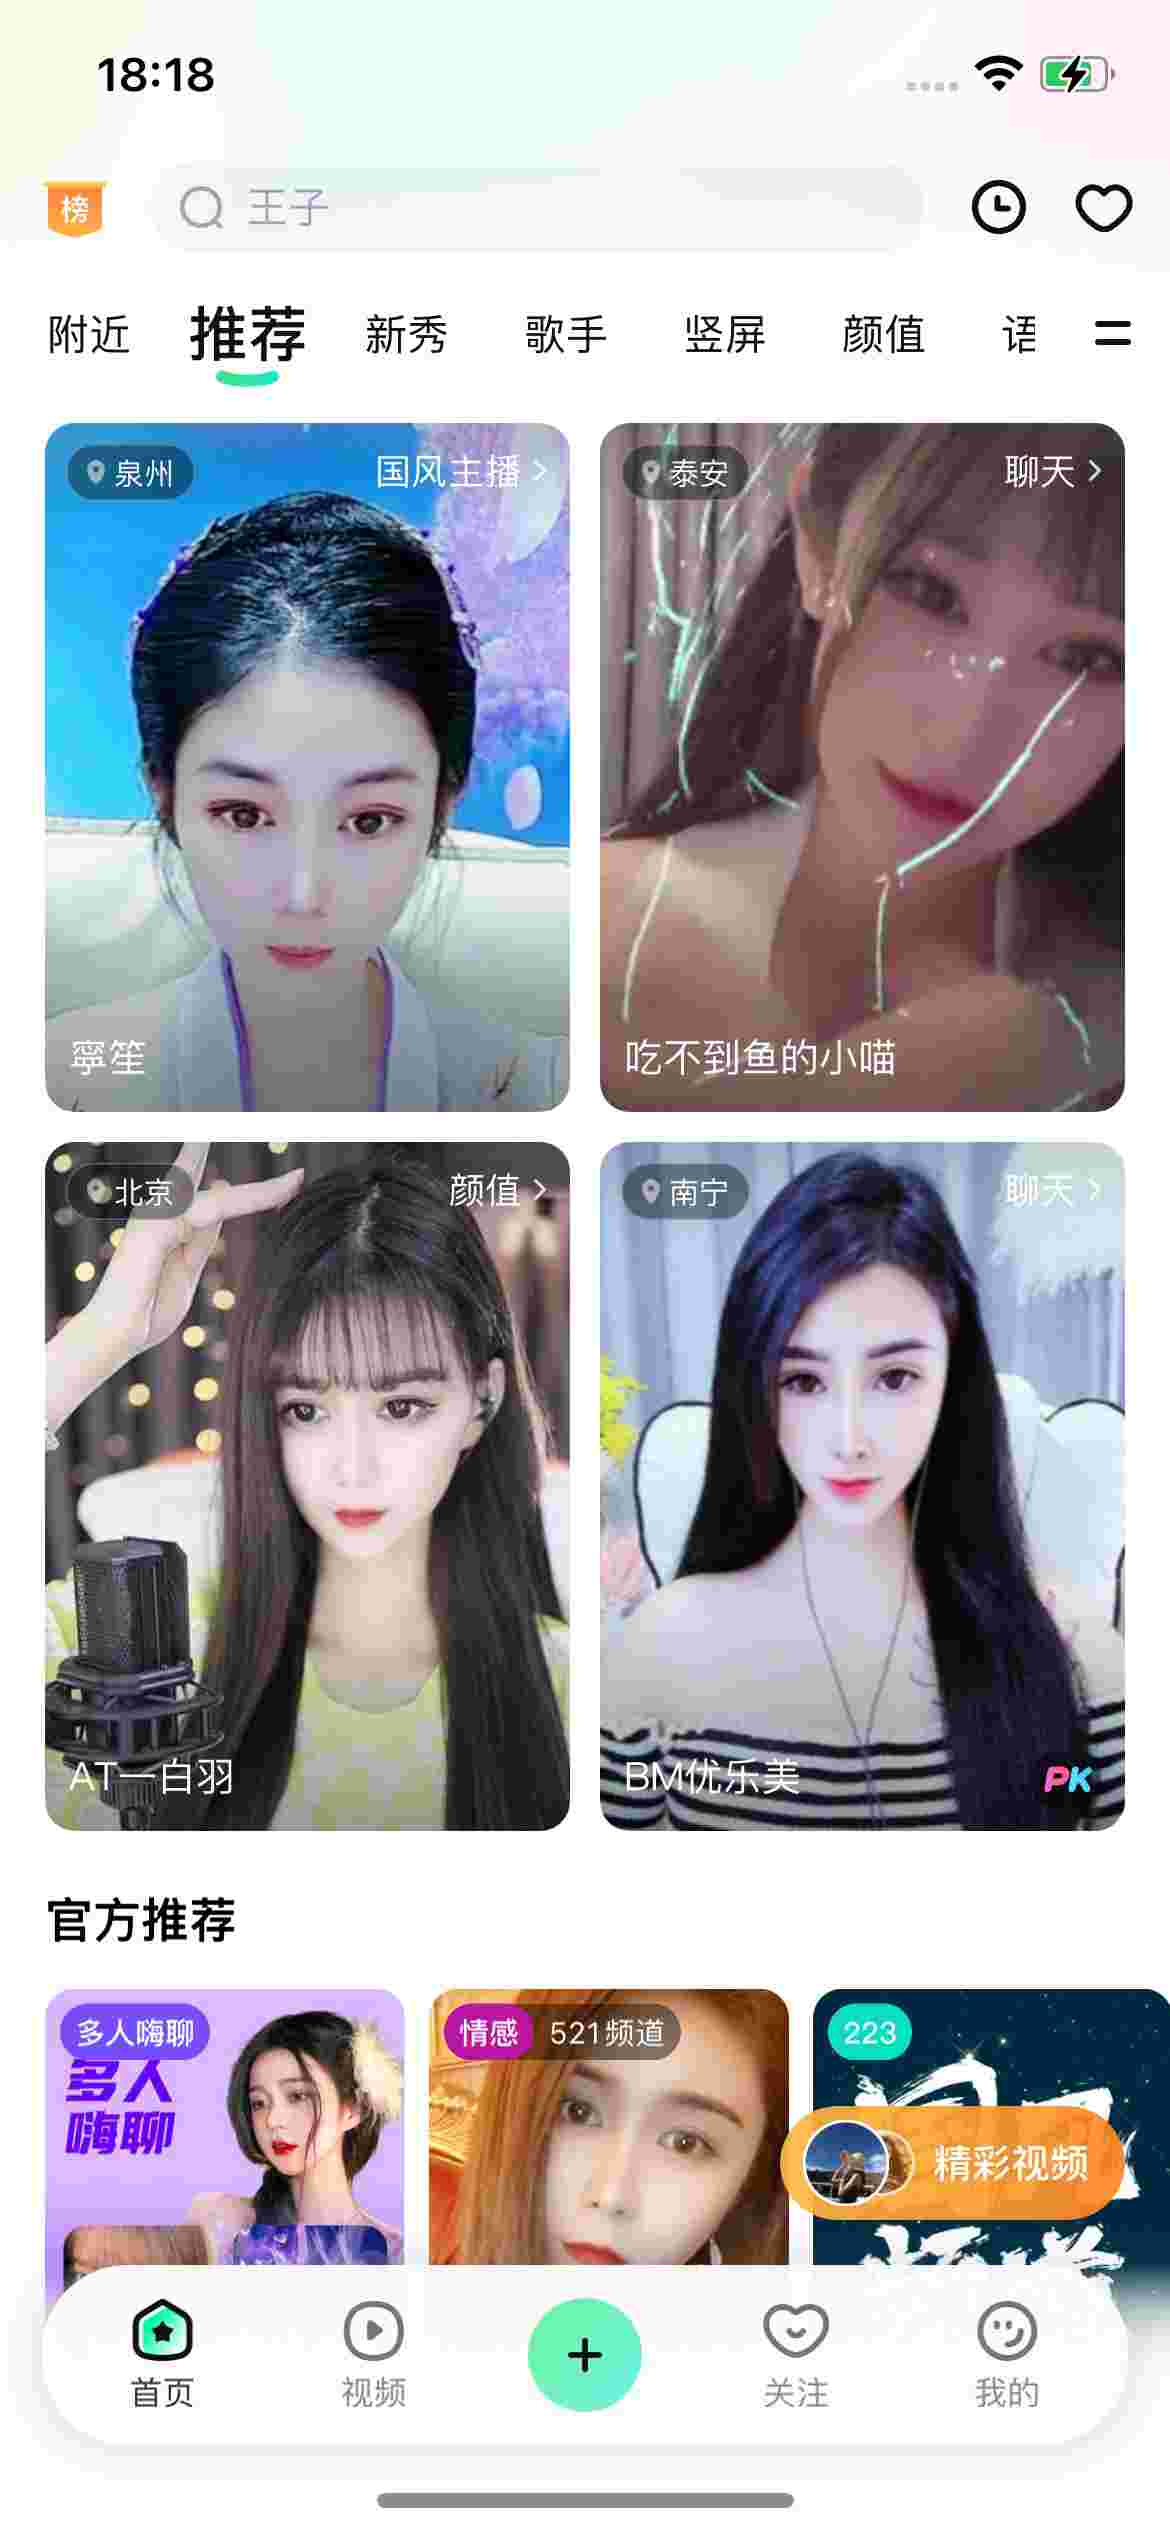 18:18
榜
王子
附近 推荐 新秀 歌手 竖屏 颜值 语
泉州 国风主播
寜笙
泰安 聊天
吃不到鱼的小喵
北京 颜值
AT一白羽
南宁 聊天
BM优乐美
PK
官方推荐
多人嗨聊
多人
嗨聊
情感 521频道
223
精彩视频
首页 视频 关注 我的